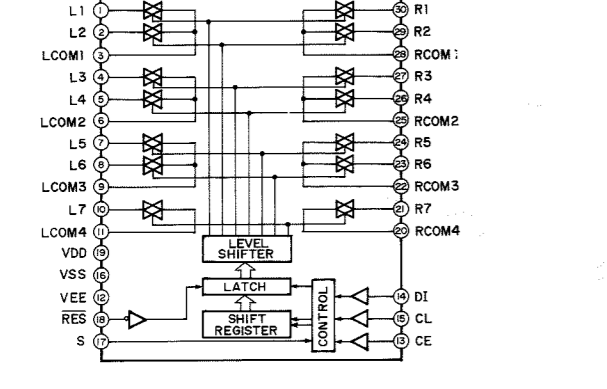 L1 1 30 R1
L2 2 29 R2
LCOM1 3 28 RCOM1
L3 4 27 R3
L4 5 26 R4
LCOM2 6 25 RCOM2
L5 7 24 R5
L6 8 23 R6
LCOM3 9 22 RCOM3
L7 10 21 R7
LCOM4 11 20 RCOM4
VDD 19
LEVEL
SHIFTER
VSS 16
LATCH
VEE 12 14 DI
RES 18 15 CL
SHIFT
REGISTER
CONTROL
S 17 13 CE